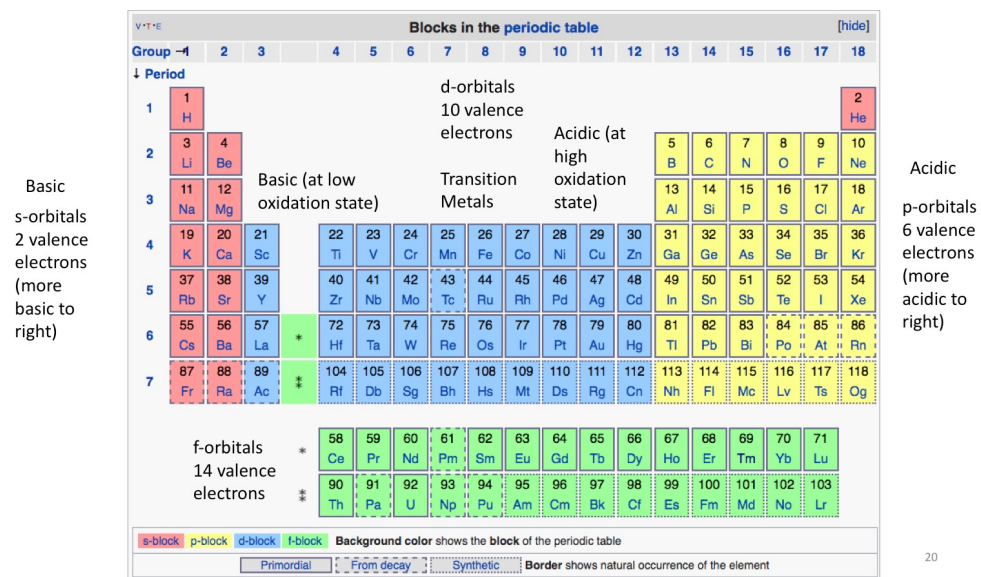 V·T·E Blocks in the periodic table [hide]
Group →1 2 3 4 5 6 7 8 9 10 11 12 13 14 15 16 17 18
↓ Period
1 1 2
H He
2 3 4 5 6 7 8 9 10
Li Be B C N O F Ne
3 11 12 13 14 15 16 17 18
Na Mg Al Si P S Cl Ar
4 19 20 21 22 23 24 25 26 27 28 29 30 31 32 33 34 35 36
K Ca Sc Ti V Cr Mn Fe Co Ni Cu Zn Ga Ge As Se Br Kr
5 37 38 39 40 41 42 43 44 45 46 47 48 49 50 51 52 53 54
Rb Sr Y Zr Nb Mo Tc Ru Rh Pd Ag Cd In Sn Sb Te I Xe
6 55 56 57 * 72 73 74 75 76 77 78 79 80 81 82 83 84 85 86
Cs Ba La Hf Ta W Re Os Ir Pt Au Hg Tl Pb Bi Po At Rn
7 87 88 89 ** 104 105 106 107 108 109 110 111 112 113 114 115 116 117 118
Fr Ra Ac Rf Db Sg Bh Hs Mt Ds Rg Cn Nh Fl Mc Lv Ts Og
* 58 59 60 61 62 63 64 65 66 67 68 69 70 71
Ce Pr Nd Pm Sm Eu Gd Tb Dy Ho Er Tm Yb Lu
** 90 91 92 93 94 95 96 97 98 99 100 101 102 103
Th Pa U Np Pu Am Cm Bk Cf Es Fm Md No Lr
d-orbitals
10 valence
electrons
Transition
Metals
Basic (at low
oxidation state)
Acidic (at
high
oxidation
state)
Basic
s-orbitals
2 valence
electrons
(more
basic to
right)
Acidic
p-orbitals
6 valence
electrons
(more
acidic to
right)
f-orbitals
14 valence
electrons
s-block p-block d-block f-block Background color shows the block of the periodic table
Primordial From decay Synthetic Border shows natural occurrence of the element
20